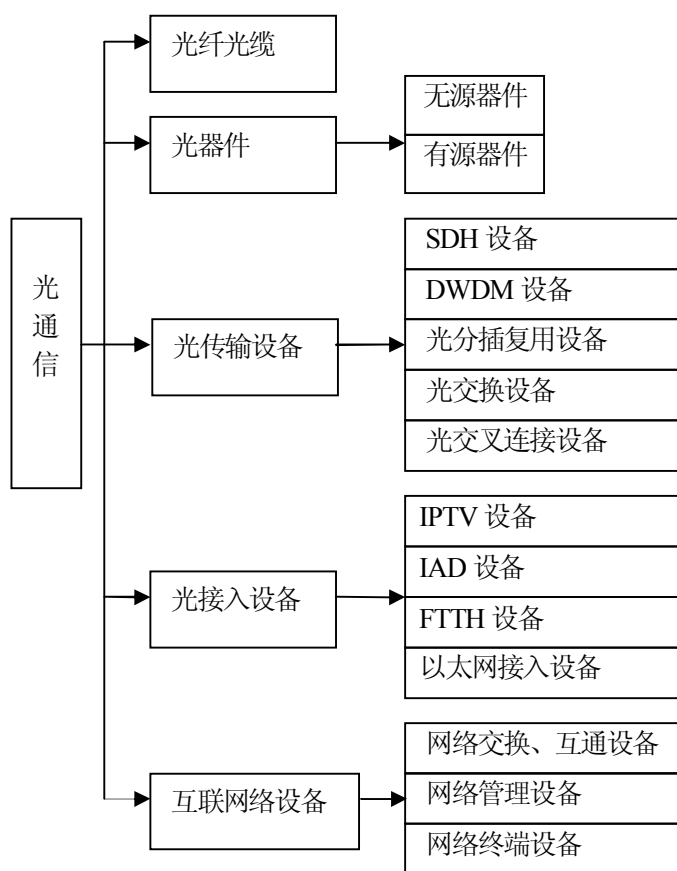 光纤光缆
光器件
无源器件
有源器件
光
通
信
光传输设备
SDH 设备
DWDM 设备
光分插复用设备
光交换设备
光交叉连接设备
光接入设备
IPTV 设备
IAD 设备
FTTH 设备
以太网接入设备
互联网络设备
网络交换、互通设备
网络管理设备
网络终端设备